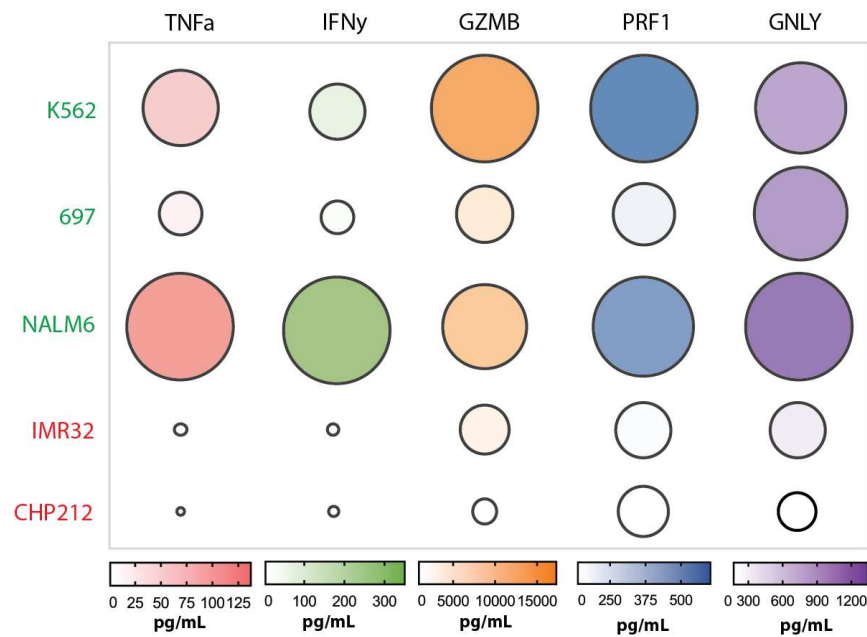 TNFa IFNy GZMB PRF1 GNLY
K562
697
NALM6
IMR32
CHP212
0 25 75 100 125 0 100 200 300 0 5000 10000 15000 0 250 375 500 0 300 600 900 1200
pg/mL pg/mL pg/mL pg/mL pg/mL